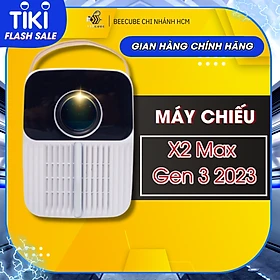 TIKI
FLASH SALE
BEECUBE CHI NHÁNH HCM
GIAN HÀNG CHÍNH HÃNG
MÁY CHIẾU
X2 Max
Gen 3 2023